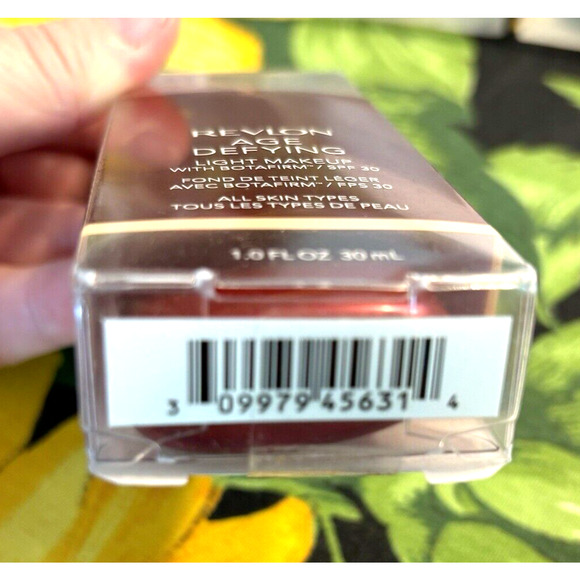 REVLON
AGE
DEFYING
LIGHT MAKEUP
WITH BOTAFIRM™/ SPF 30
FOND DE TEINT LÉGER
AVEC BOTAFIRM™/ FPS 30
ALL SKIN TYPES
TOUS LES TYPES DE PEAU
1.0 FL OZ 30 mL
3 09979 45631 4